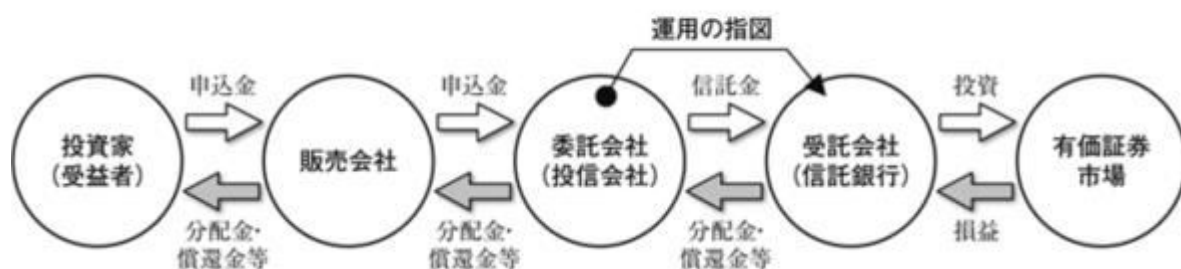 運用の指図
申込金
申込金
信託金
投資
投資家
(受益者)
販売会社
委託会社
(投信会社)
受託会社
(信託銀行)
有価証券
市場
分配金・
償還金等
分配金・
償還金等
分配金・
償還金等
損益